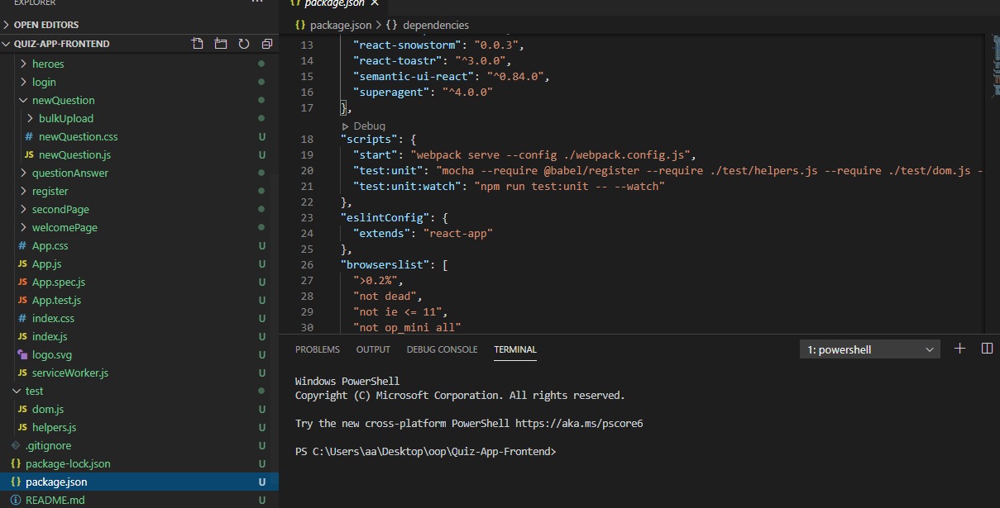 EXPLORER
OPEN EDITORS
QUIZ-APP-FRONTEND
heroes
login
newQuestion
bulkUpload
# newQuestion.css U
JS newQuestion.js U
questionAnswer
register
secondPage
welcomePage
# App.css U
JS App.js U
JS App.spec.js U
JS App.test.js U
# index.css U
JS index.js U
logo.svg U
JS serviceWorker.js U
test
JS dom.js U
JS helpers.js U
.gitignore U
{} package-lock.json U
{} package.json U
README.md U
{} package.json ×
{} package.json > {} dependencies
13 "react-snowstorm": "0.0.3",
14 "react-toastr": "^3.0.0",
15 "semantic-ui-react": "^0.84.0",
16 "superagent": "^4.0.0"
17 },
Debug
18 "scripts": {
19 "start": "webpack serve --config ./webpack.config.js",
20 "test:unit": "mocha --require @babel/register --require ./test/helpers.js --require ./test/dom.js -
21 "test:unit:watch": "npm run test:unit -- --watch"
22 },
23 "eslintConfig": {
24 "extends": "react-app"
25 },
26 "browserslist": [
27 ">0.2%",
28 "not dead",
29 "not ie <= 11",
30 "not op_mini all"
PROBLEMS OUTPUT DEBUG CONSOLE TERMINAL 1: powershell
Windows PowerShell
Copyright (C) Microsoft Corporation. All rights reserved.
Try the new cross-platform PowerShell https://aka.ms/pscore6
PS C:\Users\aa\Desktop\oop\Quiz-App-Frontend>